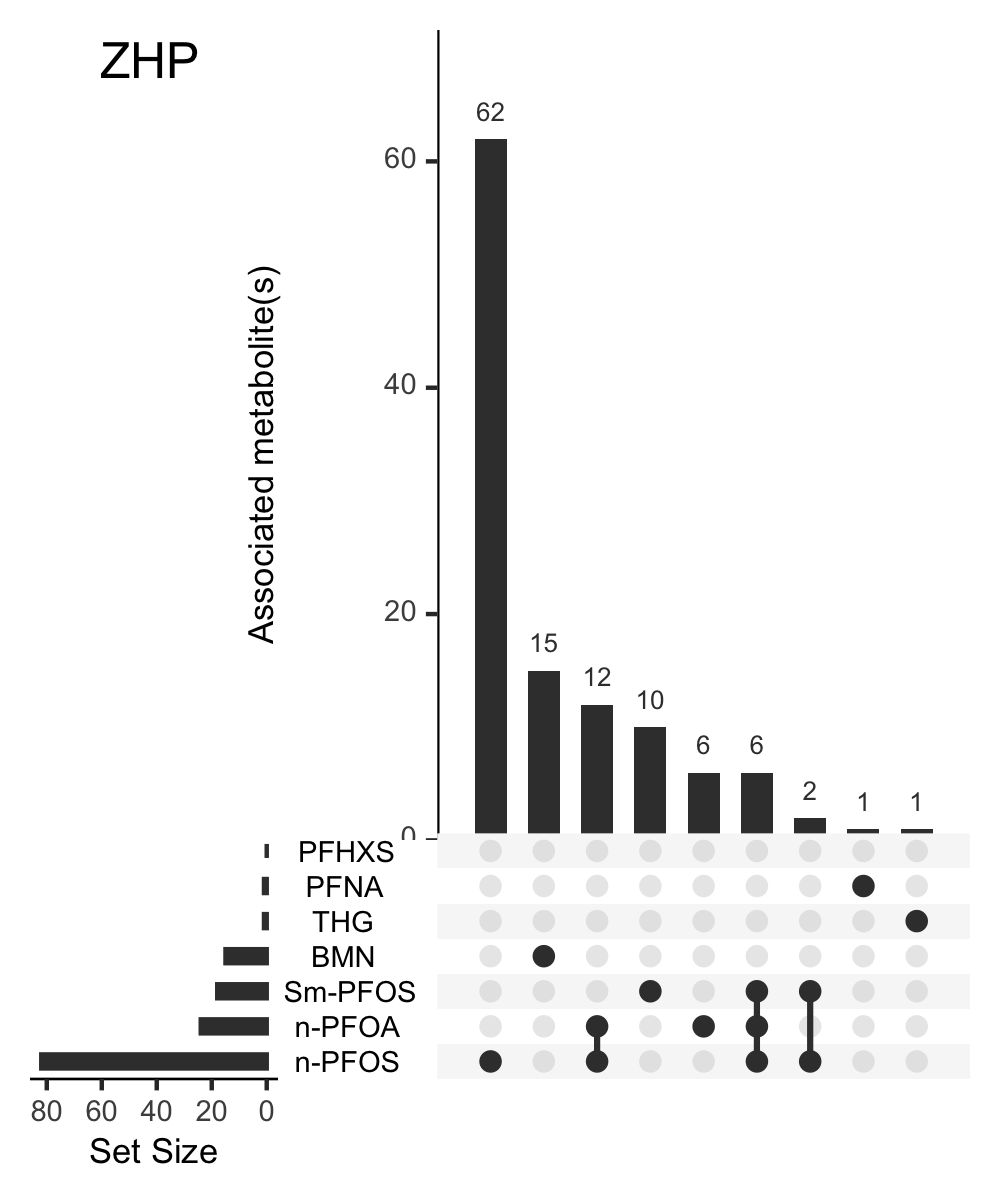 ZHP
Associated metabolite(s)
60
40
20
0
62
15
12
10
6
6
2
1
1
PFHXS
PFNA
THG
BMN
Sm-PFOS
n-PFOA
n-PFOS
80 60 40 20 0
Set Size